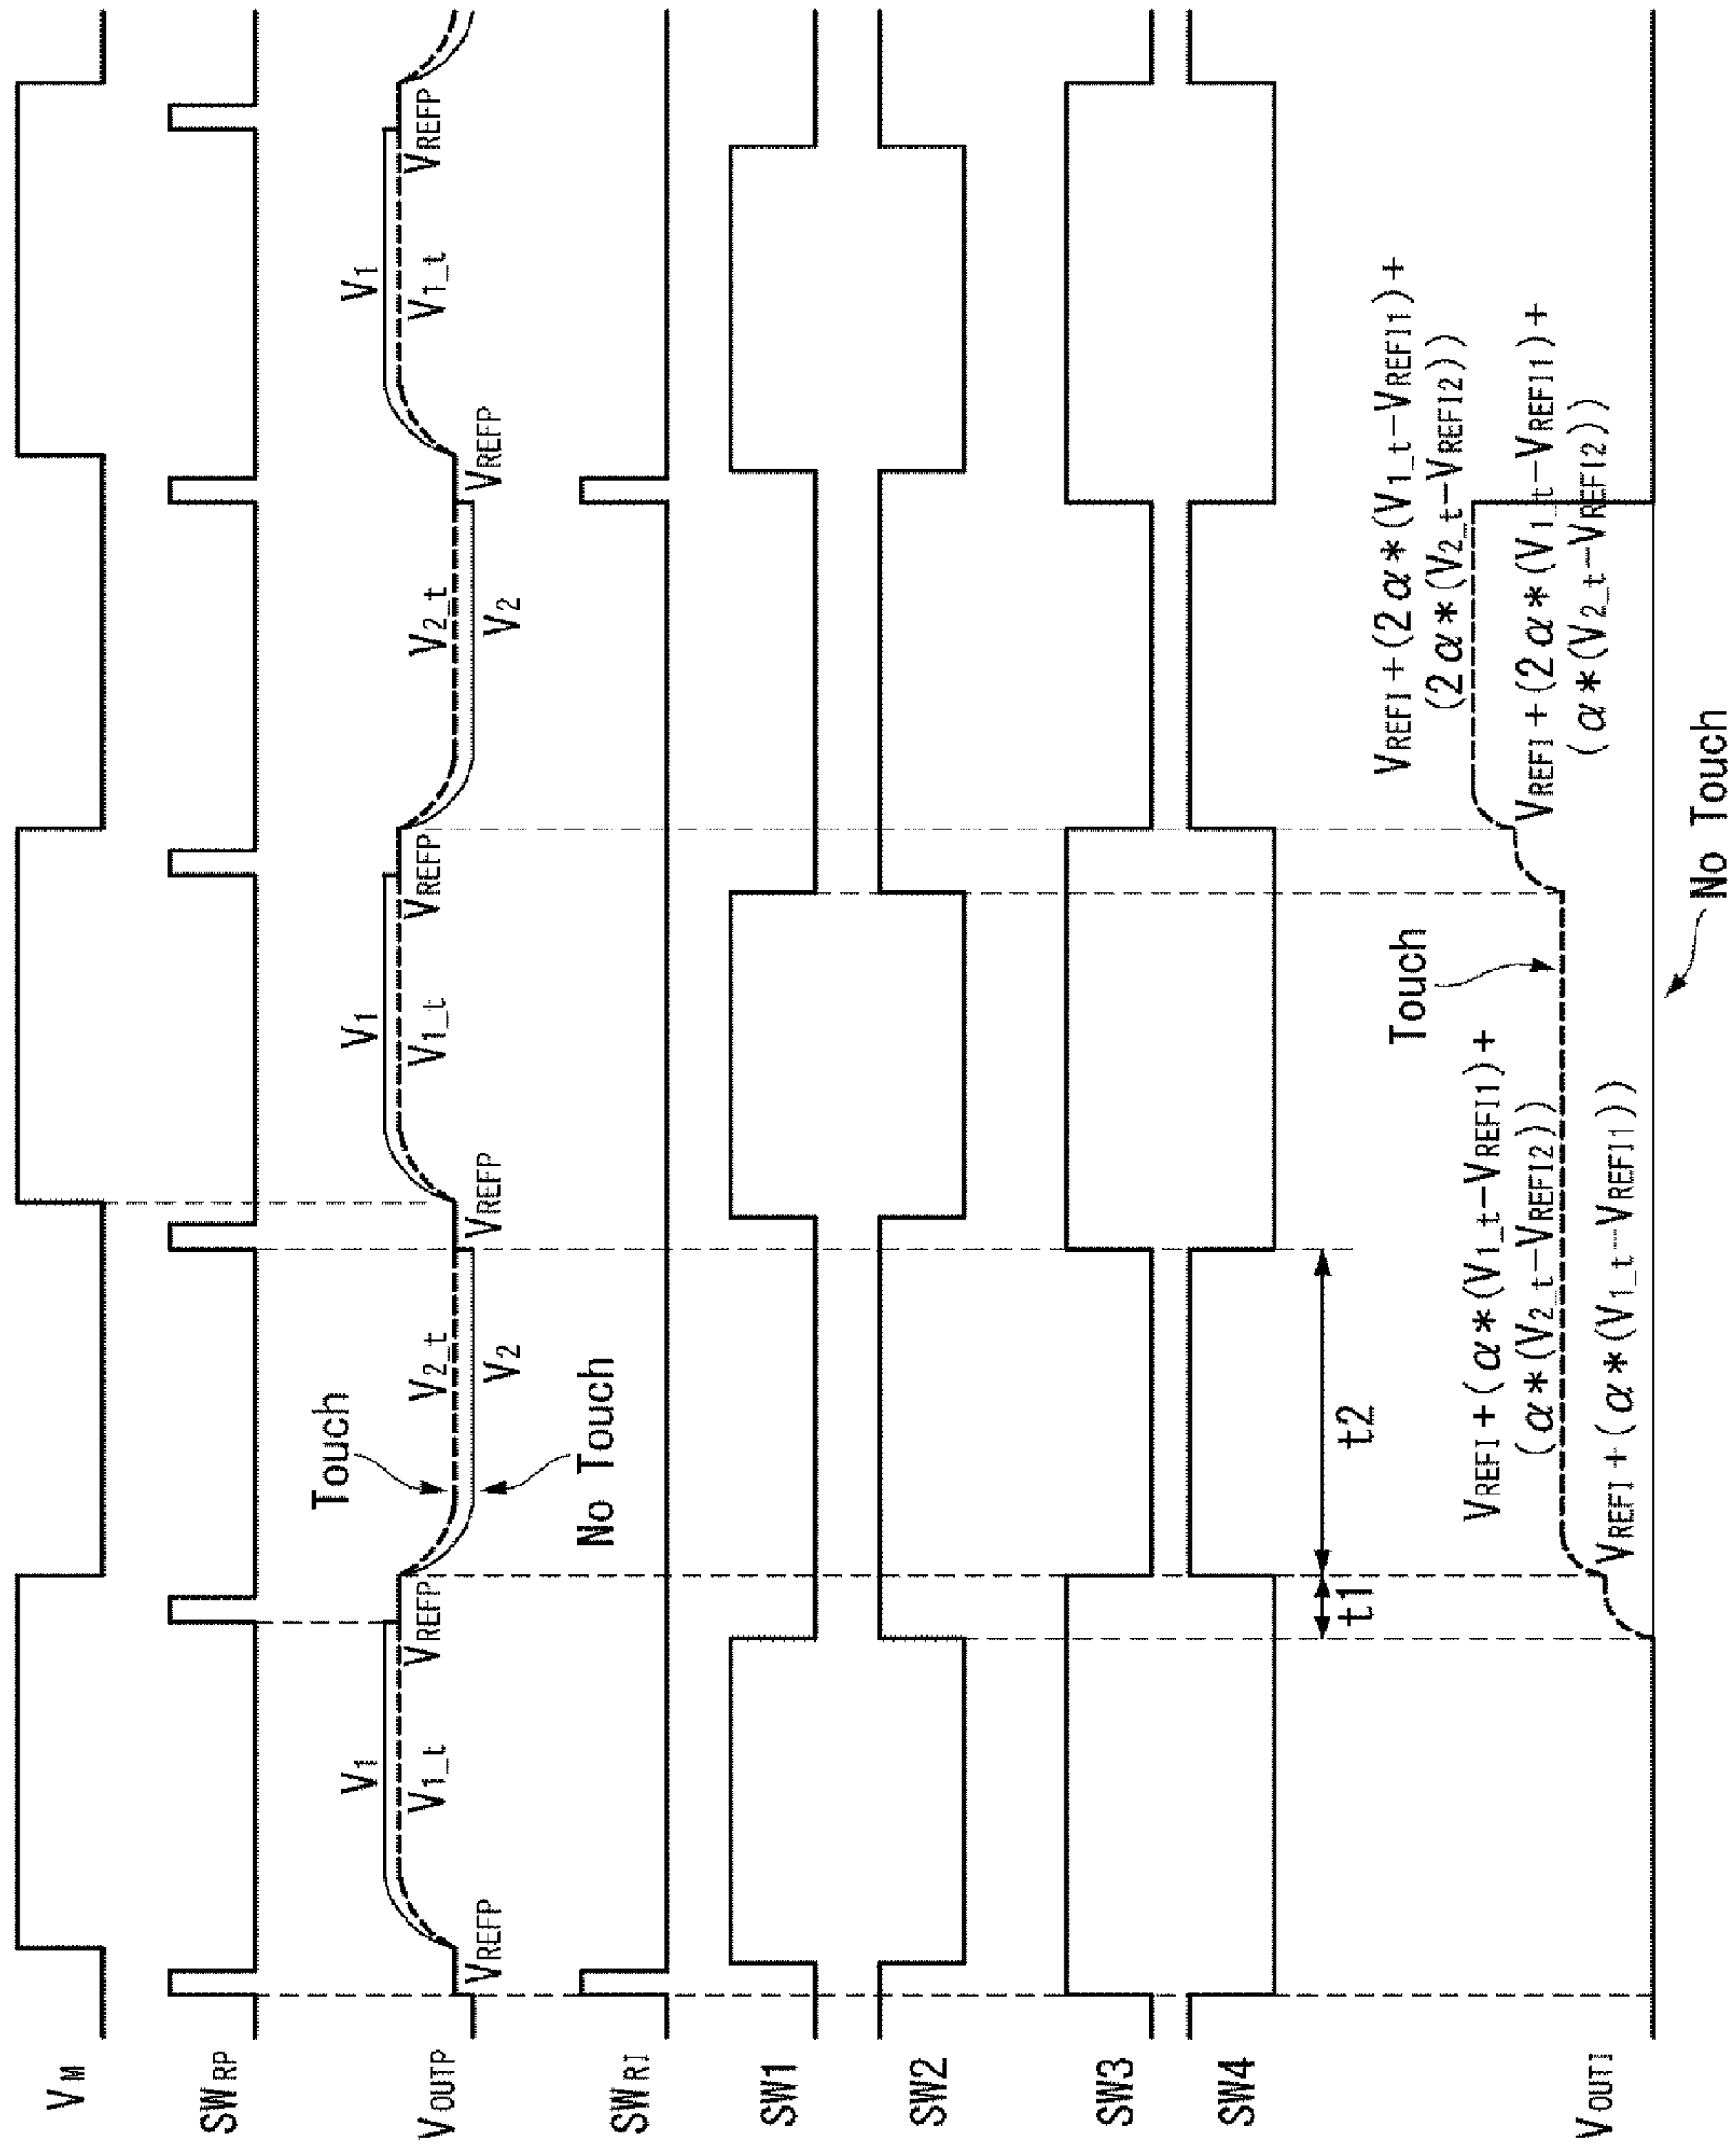 VM
SWRP
VOUTP
SWRI
SW1
SW2
SW3
SW4
VOUTI
VREFP
V1
V1_t
VREFP
Touch
No Touch
V2_t
V2
VREFP
V1
V1_t
VREFP
V2_t
V2
VREFP
V1
V1_t
VREFP
t1
t2
VREFI+(α*(V1_t-VREFI1))
VREFI+(α*(V1_t-VREFI1)+
(α*(V2_t-VREFI2))
Touch
No Touch
VREFI+(2α*(V1_t-VREFI1)+
(α*(V2_t-VREFI2))
VREFI+(2α*(V1_t-VREFI1)+
(2α*(V2_t-VREFI2))